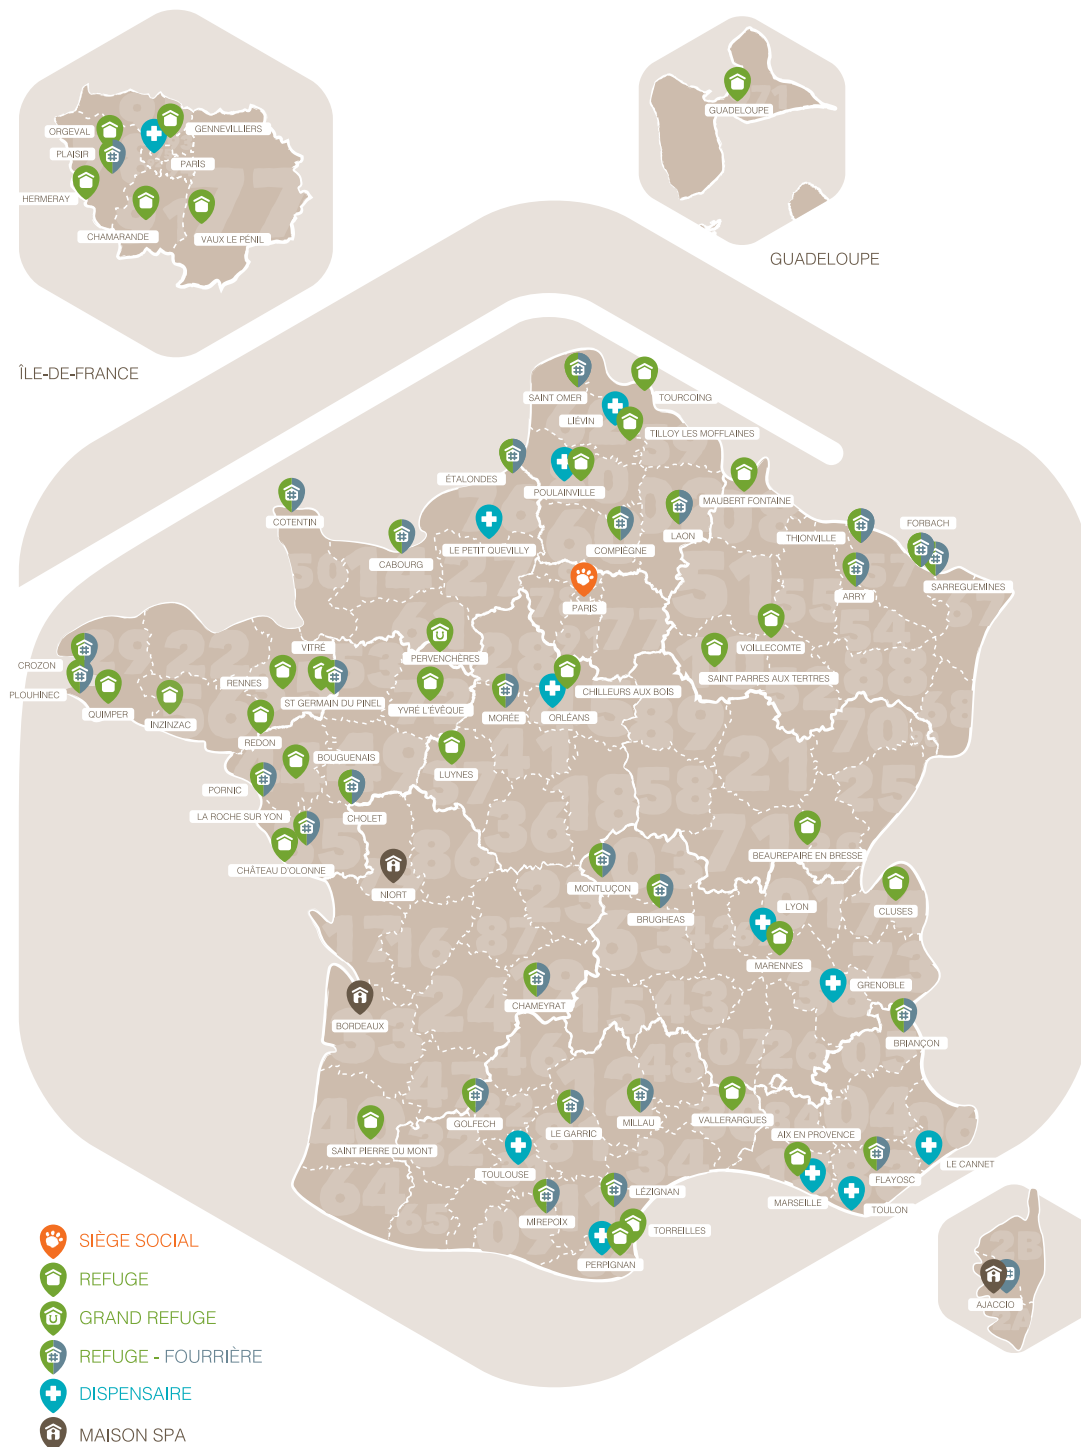 GENNEVILLIERS
ORGEVAL
PLAISIR
PARIS
HERMERAY
CHAMARANDE
VAUX LE PÉNIL
77
ÎLE-DE-FRANCE
GUADELOUPE
71
GUADELOUPE
SAINT OMER
TOURCOING
LIÉVIN
TILLOY LES MOFFLAINES
ÉTALONDES
POULAINVILLE
MAUBERT FONTAINE
COTENTIN
LE PETIT QUEVILLY
COMPIÈGNE
LAON
THIONVILLE
FORBACH
CABOURG
SARREGUEMINES
ARRY
PARIS
VITRÉ
PERVENCHÈRES
VOILLECOMTE
CROZON
RENNES
SAINT PARRES AUX TERTRES
PLOUHINEC
ST GERMAIN DU PINEL
CHILLEURS AUX BOIS
QUIMPER
INZINZAC
YVRÉ L'ÉVÊQUE
MORÉE
ORLÉANS
REDON
BOUGUENAIS
LUYNES
PORNIC
LA ROCHE SUR YON
CHOLET
CHÂTEAU D'OLONNE
BEAUREPAIRE EN BRESSE
NIORT
MONTLUÇON
BRUGHEAS
LYON
CLUSES
MARENNES
CHAMEYRAT
GRENOBLE
BORDEAUX
BRIANÇON
GOLFECH
LE GARRIC
MILLAU
VALLERARGUES
AIX EN PROVENCE
SAINT PIERRE DU MONT
TOULOUSE
LE CANNET
FLAYOSC
LÉZIGNAN
MARSEILLE
TOULON
MIREPOIX
TORREILLES
PERPIGNAN
2B
AJACCIO
2A
SIÈGE SOCIAL
REFUGE
GRAND REFUGE
REFUGE - FOURRIÈRE
DISPENSAIRE
MAISON SPA